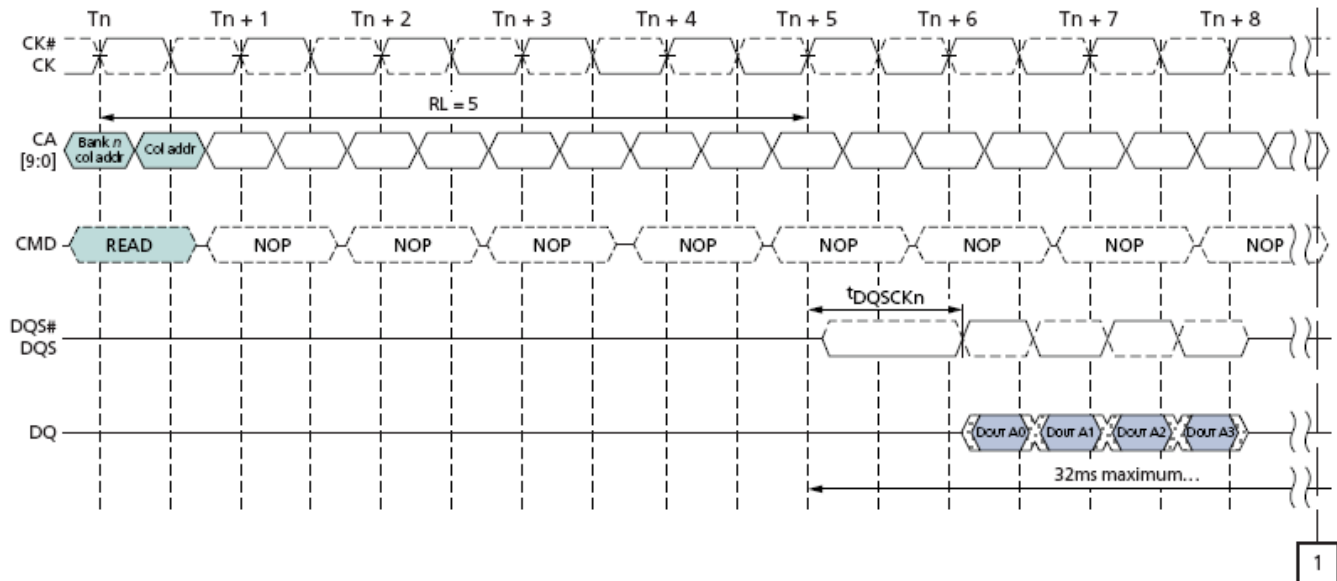 Tn Tn + 1 Tn + 2 Tn + 3 Tn + 4 Tn + 5 Tn + 6 Tn + 7 Tn + 8
CK#
CK
RL = 5
CA
[9:0]
Bank n
col addr
Col addr
CMD READ NOP NOP NOP NOP NOP NOP NOP NOP
tDQSCKn
DQS#
DQS
DQ DOUT A0 DOUT A1 DOUT A2 DOUT A3
32ms maximum…
1